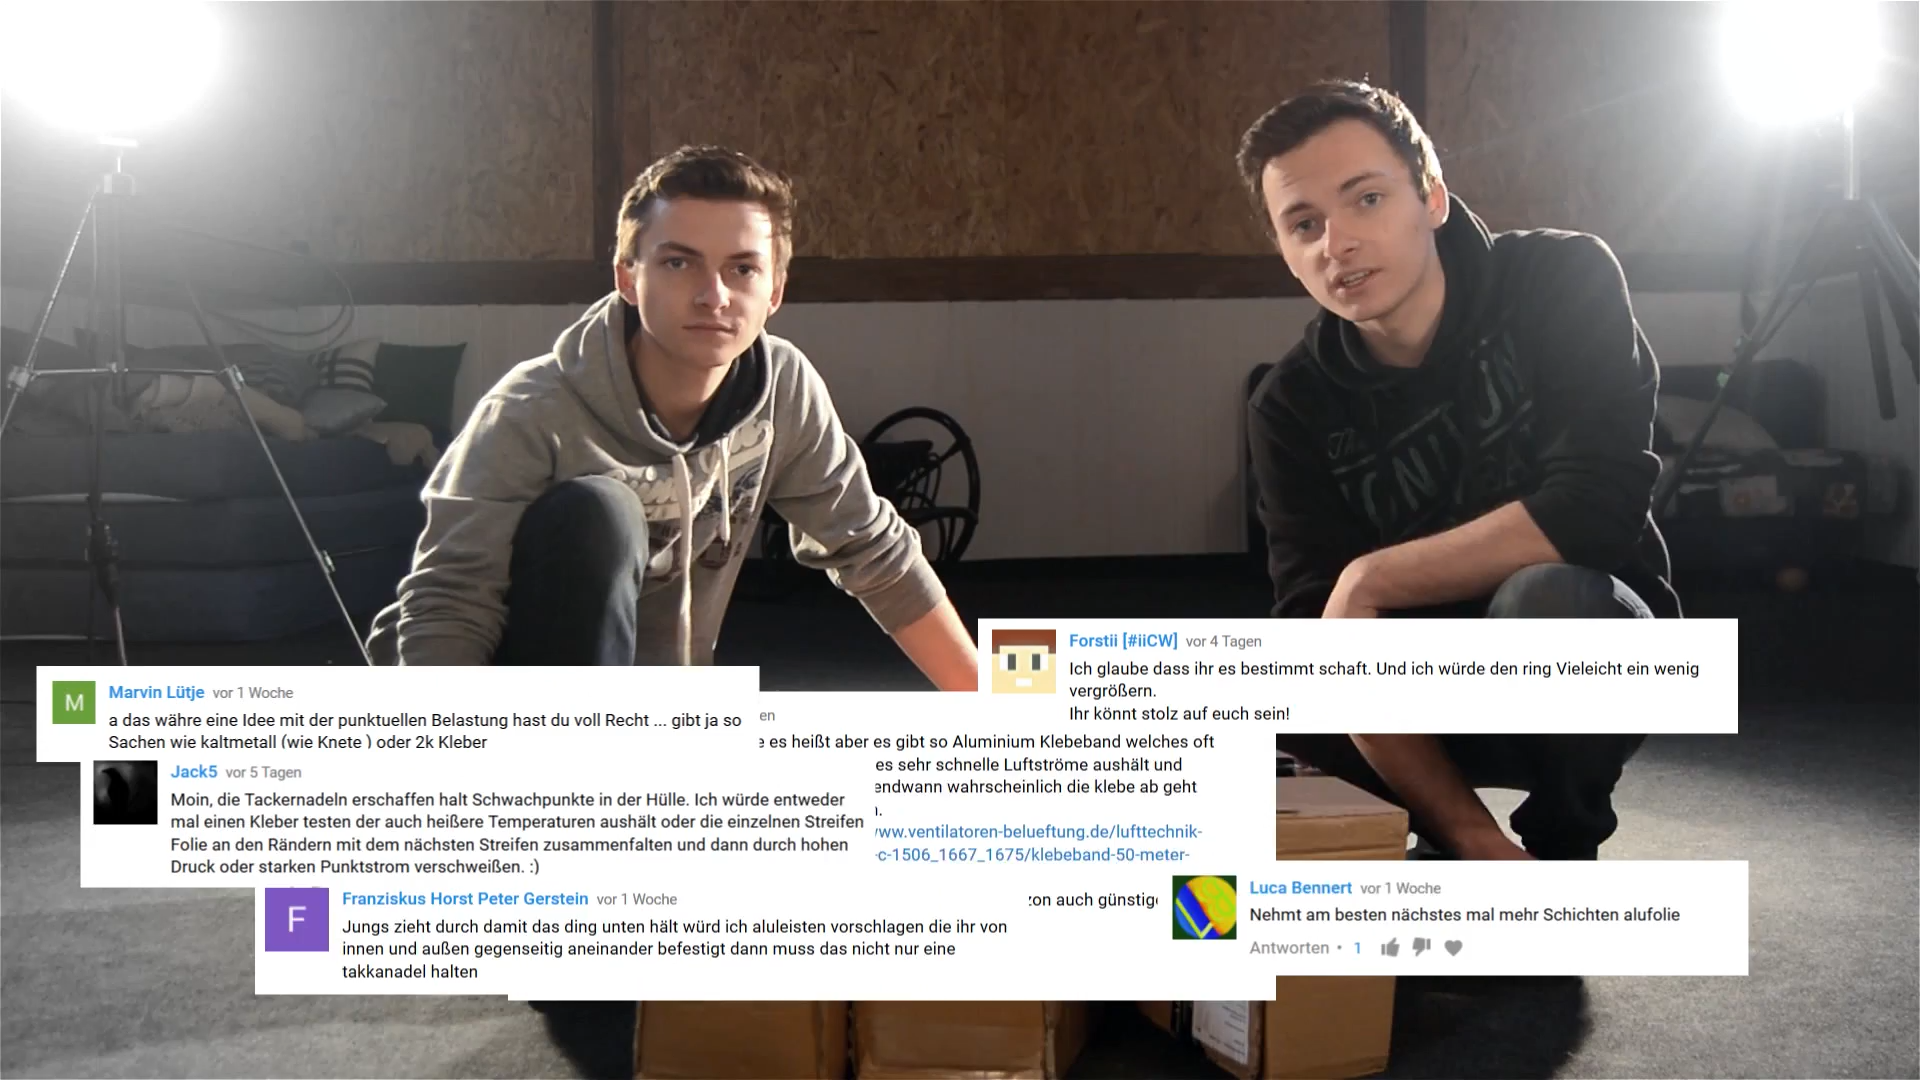 Forstii [#iiCW] vor 4 Tagen
Ich glaube dass ihr es bestimmt schaft. Und ich würde den ring Vieleicht ein wenig
vergrößern.
Ihr könnt stolz auf euch sein!
M
Marvin Lütje vor 1 Woche
a das währe eine Idee mit der punktuellen Belastung hast du voll Recht ... gibt ja so
Sachen wie kaltmetall (wie Knete ) oder 2k Kleber
en
e es heißt aber es gibt so Aluminium Klebeband welches oft
es sehr schnelle Luftströme aushält und
endwann wahrscheinlich die klebe ab geht
ww.ventilatoren-belueftung.de/lufttechnik-
-c-1506_1667_1675/klebeband-50-meter-
zon auch günstige
Jack5 vor 5 Tagen
Moin, die Tackernadeln erschaffen halt Schwachpunkte in der Hülle. Ich würde entweder
mal einen Kleber testen der auch heißere Temperaturen aushält oder die einzelnen Streifen
Folie an den Rändern mit dem nächsten Streifen zusammenfalten und dann durch hohen
Druck oder starken Punktstrom verschweißen. :)
F
Franziskus Horst Peter Gerstein vor 1 Woche
Jungs zieht durch damit das ding unten hält würd ich aluleisten vorschlagen die ihr von
innen und außen gegenseitig aneinander befestigt dann muss das nicht nur eine
takkanadel halten
Luca Bennert vor 1 Woche
Nehmt am besten nächstes mal mehr Schichten alufolie
Antworten • 1